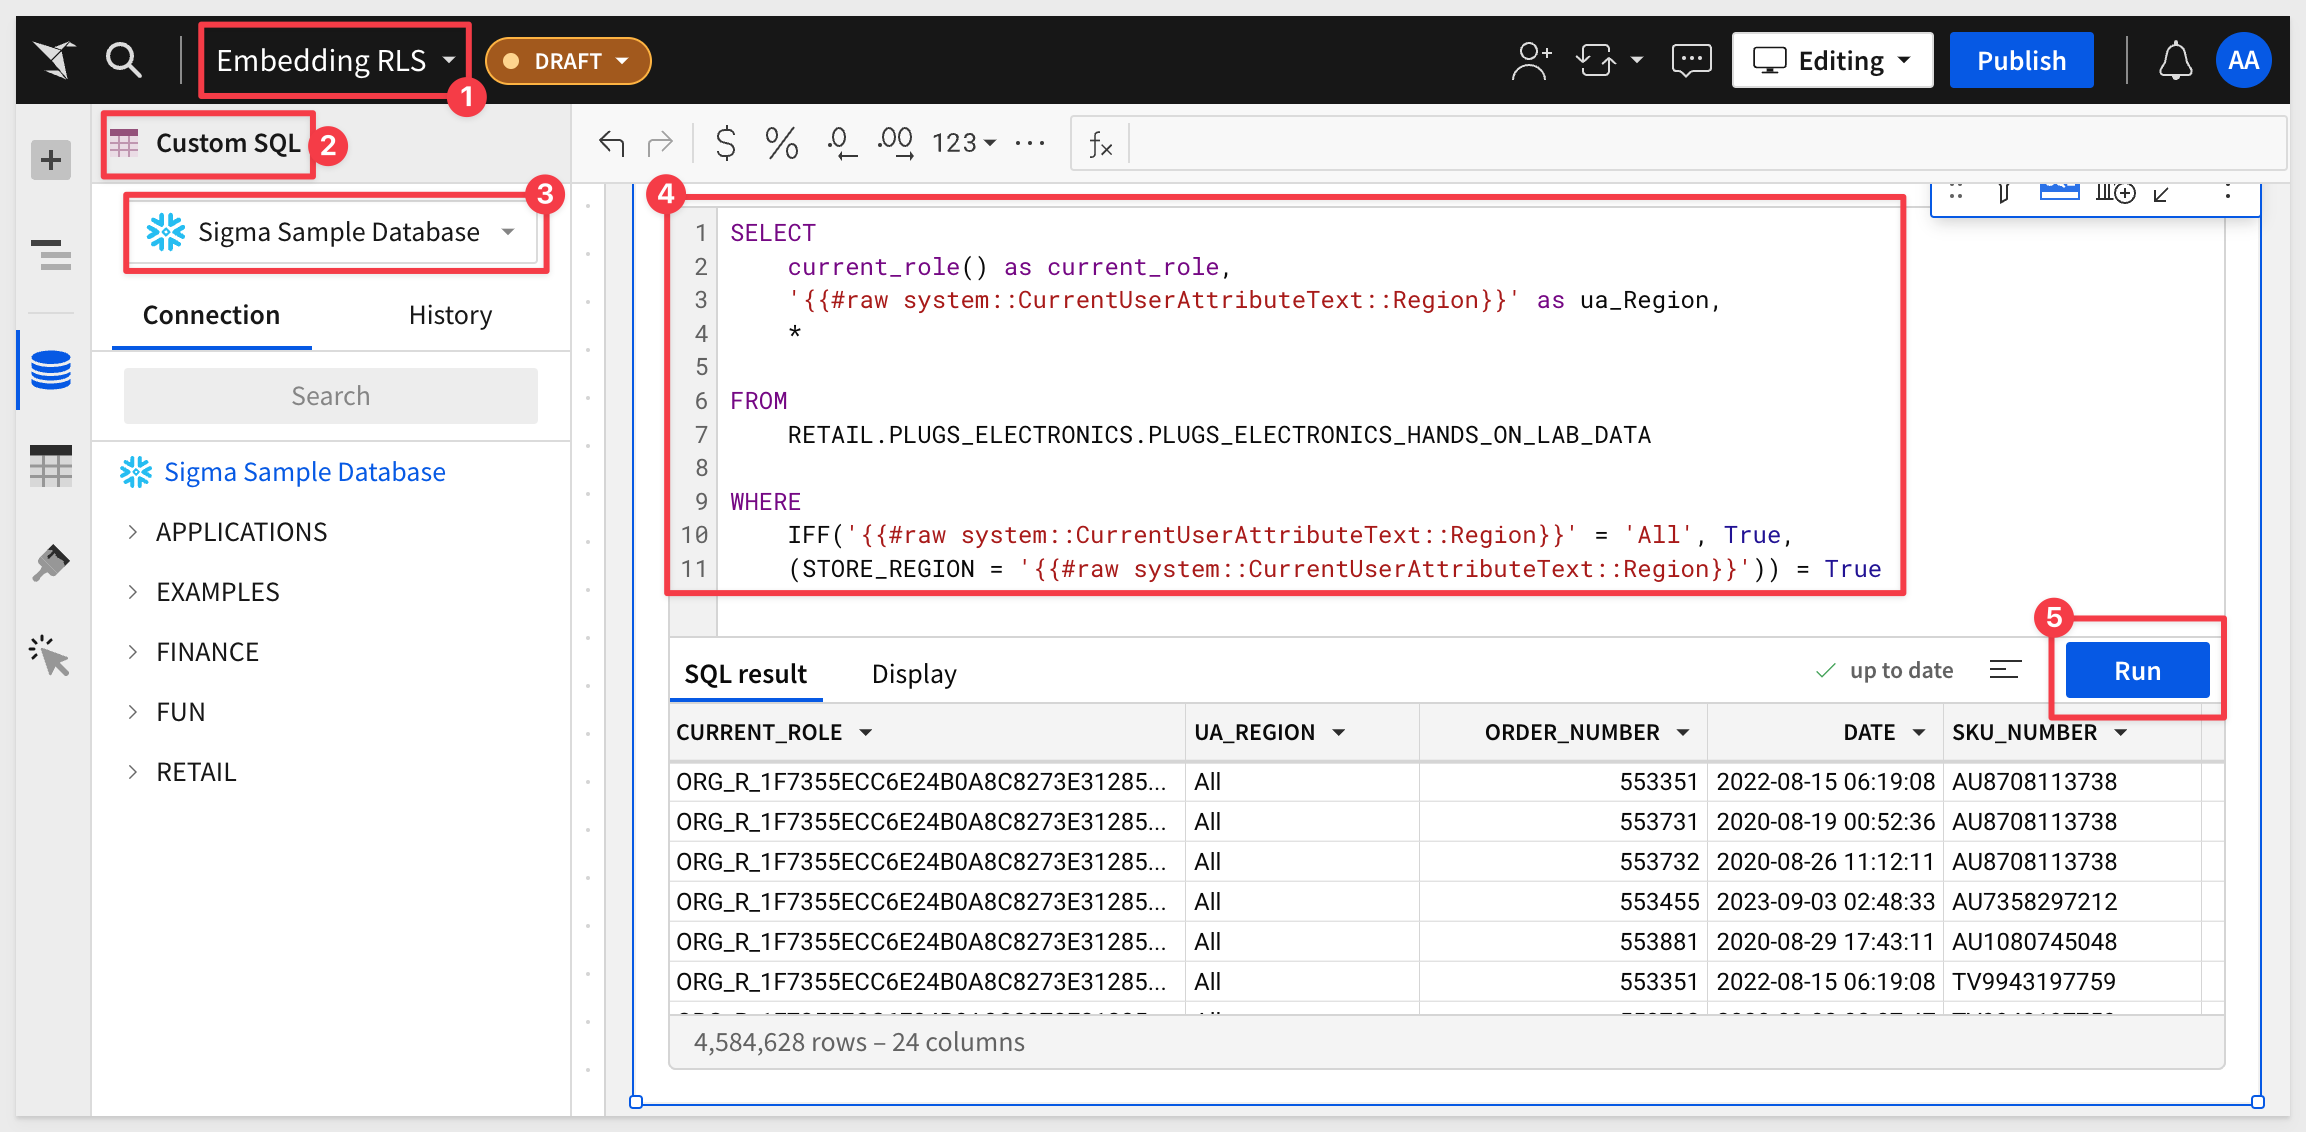 Embedding RLS
1
DRAFT
Editing
Publish
AA
Custom SQL
2
$ % .0 .00 123 ...
fx
3
Sigma Sample Database
Connection History
Search
Sigma Sample Database
APPLICATIONS
EXAMPLES
FINANCE
FUN
RETAIL
4
1 SELECT
2 current_role() as current_role,
3 '{{#raw system::CurrentUserAttributeText::Region}}' as ua_Region,
4 *
5
6 FROM
7 RETAIL.PLUGS_ELECTRONICS.PLUGS_ELECTRONICS_HANDS_ON_LAB_DATA
8
9 WHERE
10 IFF('{{#raw system::CurrentUserAttributeText::Region}}' = 'All', True,
11 (STORE_REGION = '{{#raw system::CurrentUserAttributeText::Region}}')) = True
5
SQL result Display up to date Run
CURRENT_ROLE UA_REGION ORDER_NUMBER DATE SKU_NUMBER
ORG_R_1F7355ECC6E24B0A8C8273E31285... All 553351 2022-08-15 06:19:08 AU8708113738
ORG_R_1F7355ECC6E24B0A8C8273E31285... All 553731 2020-08-19 00:52:36 AU8708113738
ORG_R_1F7355ECC6E24B0A8C8273E31285... All 553732 2020-08-26 11:12:11 AU8708113738
ORG_R_1F7355ECC6E24B0A8C8273E31285... All 553455 2023-09-03 02:48:33 AU7358297212
ORG_R_1F7355ECC6E24B0A8C8273E31285... All 553881 2020-08-29 17:43:11 AU1080745048
ORG_R_1F7355ECC6E24B0A8C8273E31285... All 553351 2022-08-15 06:19:08 TV9943197759
4,584,628 rows – 24 columns